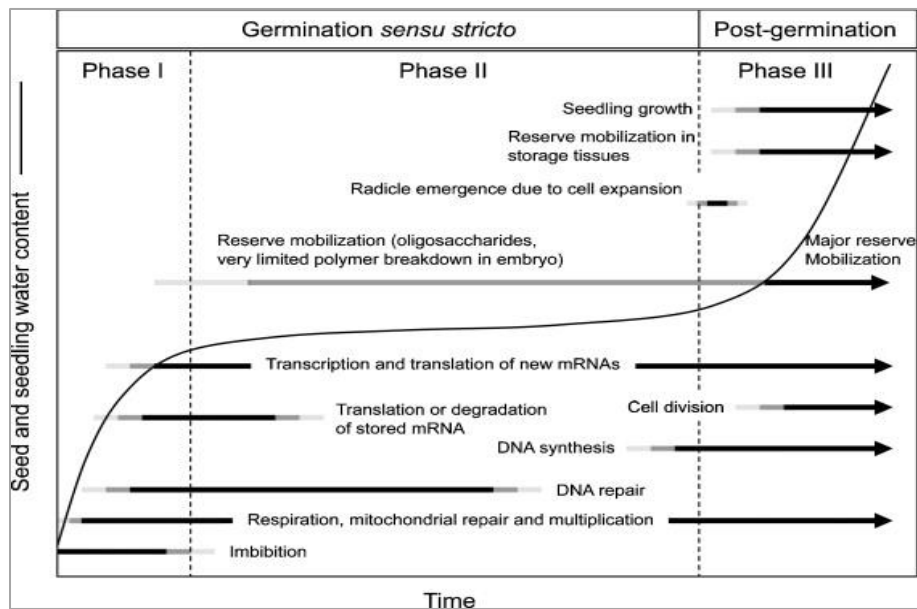 Germination sensu stricto
Post-germination
Phase I
Phase II
Phase III
Seedling growth
Reserve mobilization in
storage tissues
Radicle emergence due to cell expansion
Reserve mobilization (oligosaccharides,
very limited polymer breakdown in embryo)
Major reserve
Mobilization
Transcription and translation of new mRNAs
Translation or degradation
of stored mRNA
Cell division
DNA synthesis
DNA repair
Respiration, mitochondrial repair and multiplication
Imbibition
Seed and seedling water content
Time